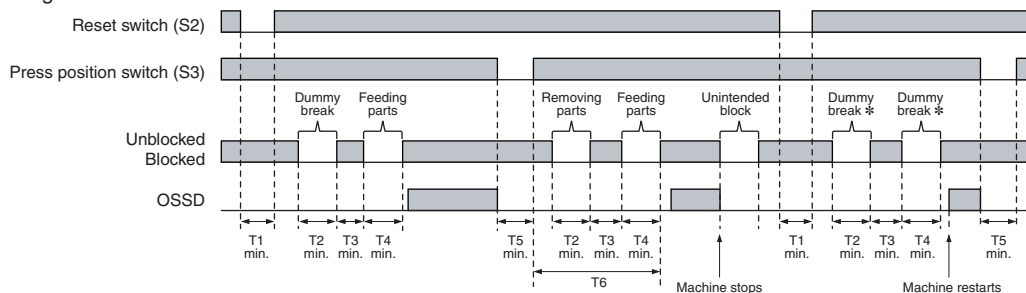 Reset switch (S2)
Press position switch (S3)
Dummy break
Feeding parts
Removing parts
Feeding parts
Unintended block
Dummy break ✻
Dummy break ✻
Unblocked
Blocked
OSSD
T1 min.
T2 min.
T3 min.
T4 min.
T5 min.
T2 min.
T3 min.
T4 min.
T1 min.
T2 min.
T3 min.
T4 min.
T5 min.
T6
Machine stops
Machine restarts